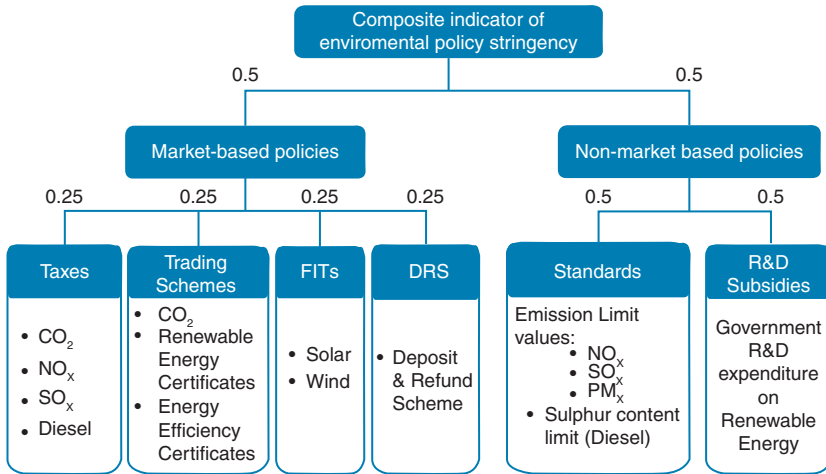 Composite indicator of
enviromental policy stringency
0.5
0.5
Market-based policies
Non-market based policies
0.25
0.25
0.25
0.25
0.5
0.5
Taxes
• CO₂
• NOₓ
• SOₓ
• Diesel
Trading
Schemes
• CO₂
• Renewable
Energy
Certificates
• Energy
Efficiency
Certificates
FITs
• Solar
• Wind
DRS
• Deposit
& Refund
Scheme
Standards
Emission Limit
values:
• NOₓ
• SOₓ
• PMₓ
• Sulphur content
limit (Diesel)
R&D
Subsidies
Government
R&D
expenditure
on
Renewable
Energy